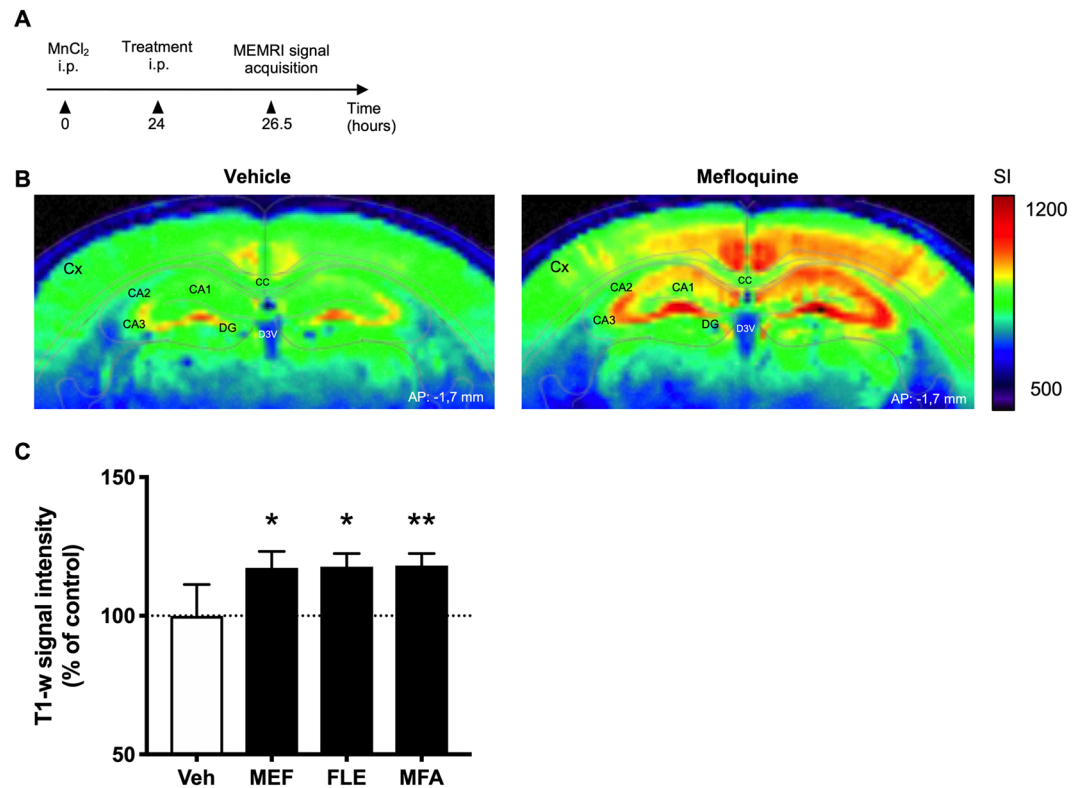 A
MnCl2
i.p.
Treatment
i.p.
MEMRI signal
acquisition
Time
(hours)
0
24
26.5
B
Vehicle
Mefloquine
SI
Cx
CC
CA2
CA1
CA3
DG
D3V
AP: -1,7 mm
Cx
CC
CA2
CA1
CA3
DG
D3V
AP: -1,7 mm
1200
500
C
T1-w signal intensity
(% of control)
150
100
50
*
*
**
Veh
MEF
FLE
MFA